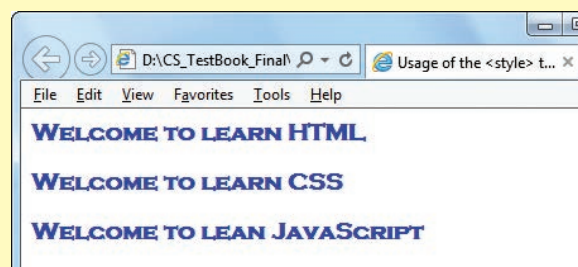 D:\CS_TestBook_Final\ Usage of the <style> t...
File Edit View Favorites Tools Help
Welcome to learn HTML
Welcome to learn CSS
Welcome to lean JavaScript